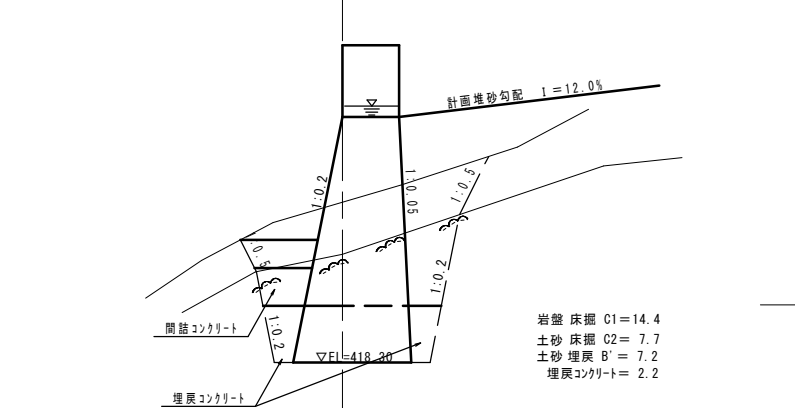 計画堆砂勾配 I=12.0%
1:0.2
1:0.05
1:0.5
:0.5
1:0.2
1:0.2
間詰コンクリート
▽EL=418.30
埋戻コンクリート
岩盤 床掘 C1=14.4
土砂 床掘 C2= 7.7
土砂 埋戻 B'= 7.2
埋戻コンクリート= 2.2